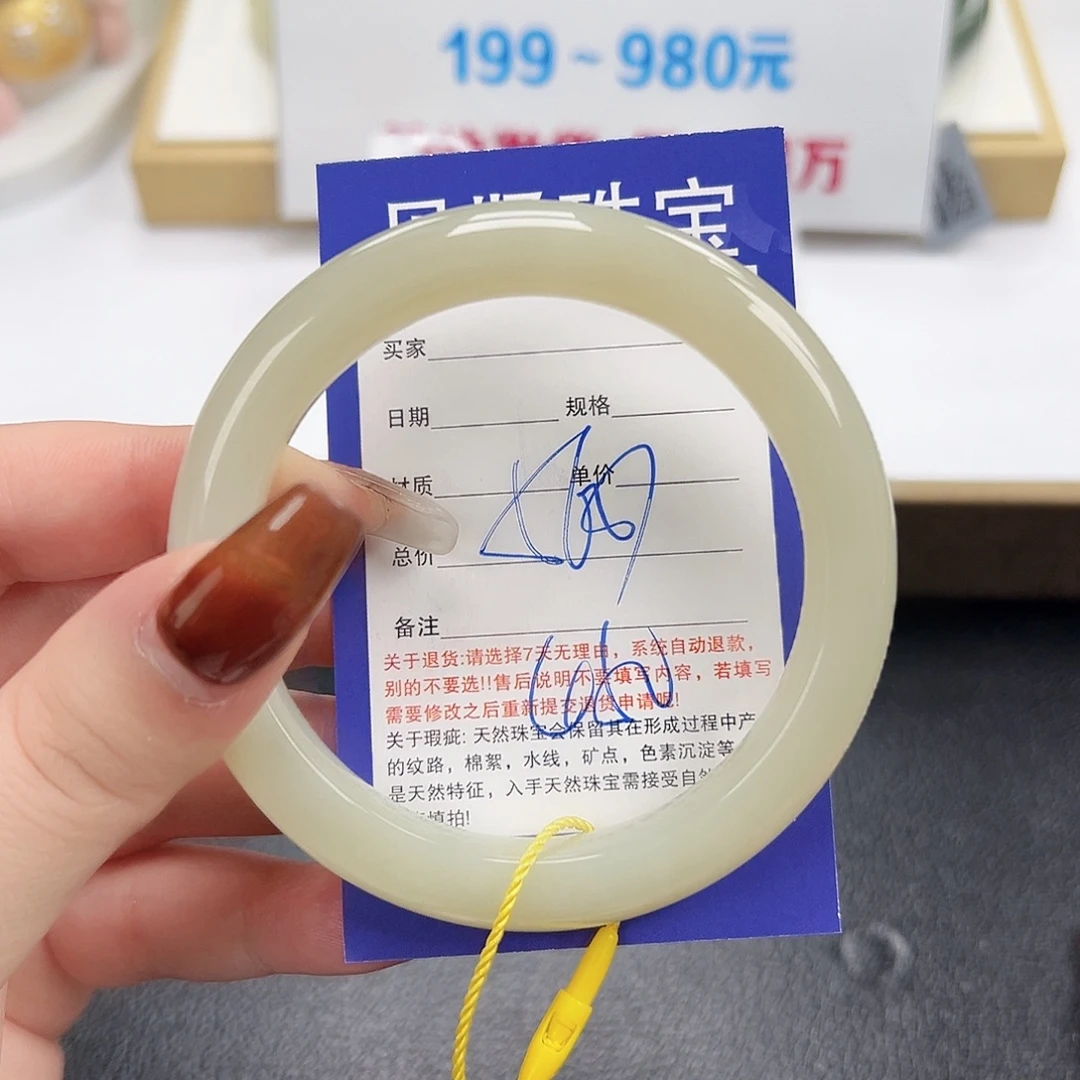 199~980元
万
珠宝
买家
日期 规格
材质 单价
总价
备注
关于退货:请选择7天无理由，系统自动退款，
别的不要选!!售后说明不要填写内容，若填写
需要修改之后重新提交退货申请呢!
关于瑕疵: 天然珠宝会保留其在形成过程中产
的纹路，棉絮，水线，矿点，色素沉淀等
是天然特征，入手天然珠宝需接受自然
慎拍!